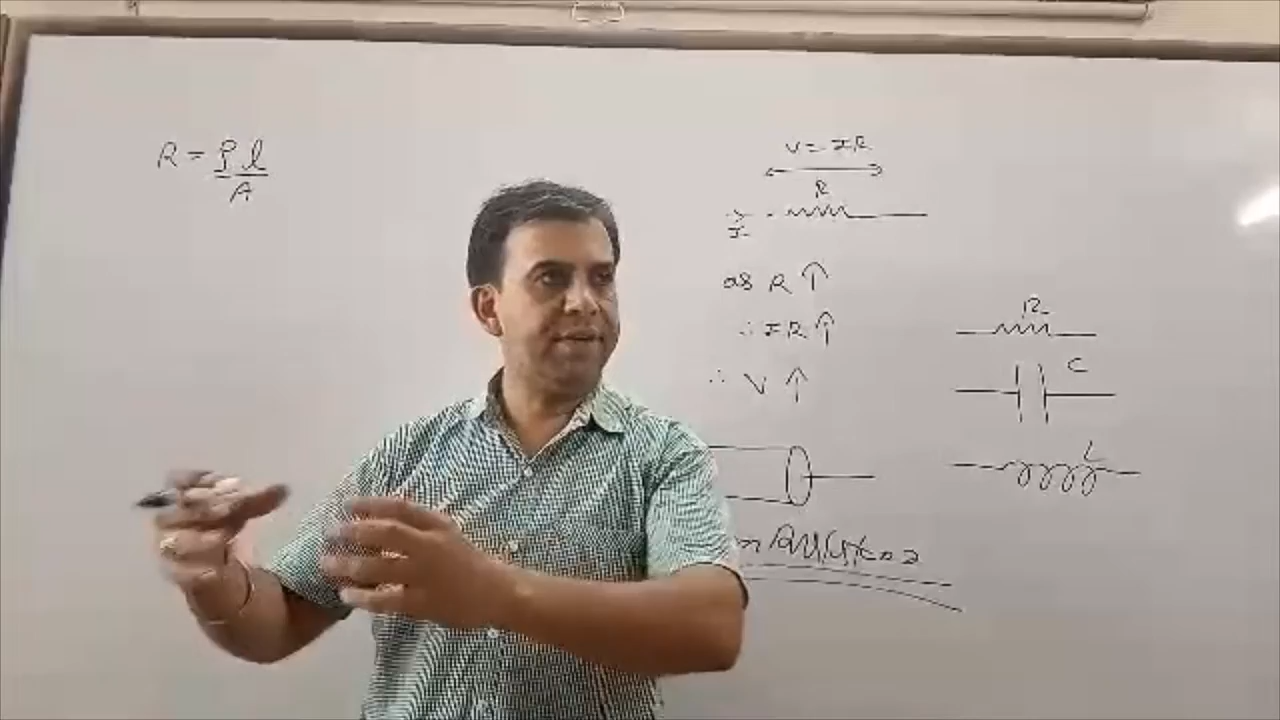 R = ρl/A
V = IR
R
I
as R ↑
∴ IR ↑
∴ V ↑
R
C
L